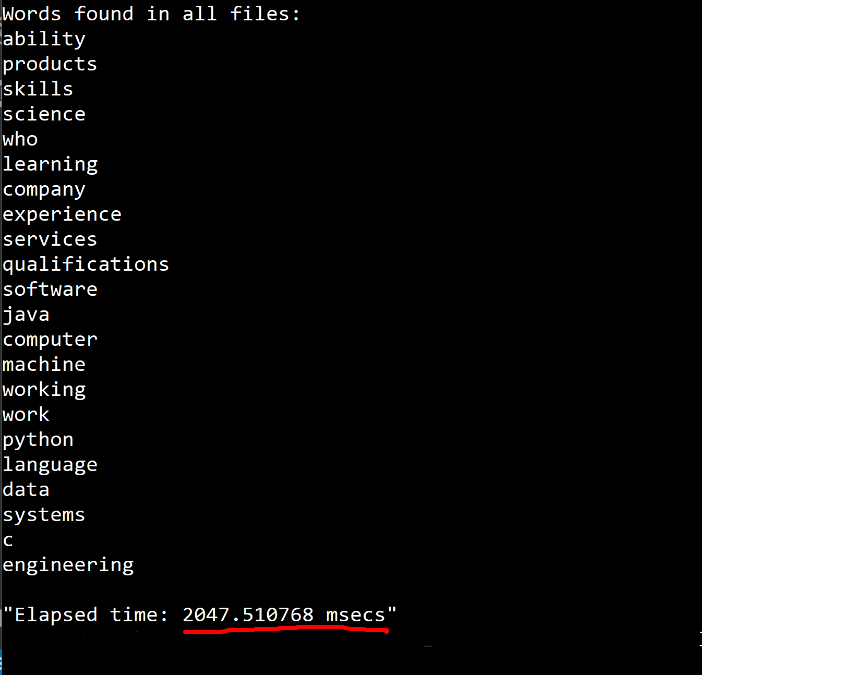 Words found in all files:
ability
products
skills
science
who
learning
company
experience
services
qualifications
software
java
computer
machine
working
work
python
language
data
systems
c
engineering
"Elapsed time: 2047.510768 msecs"